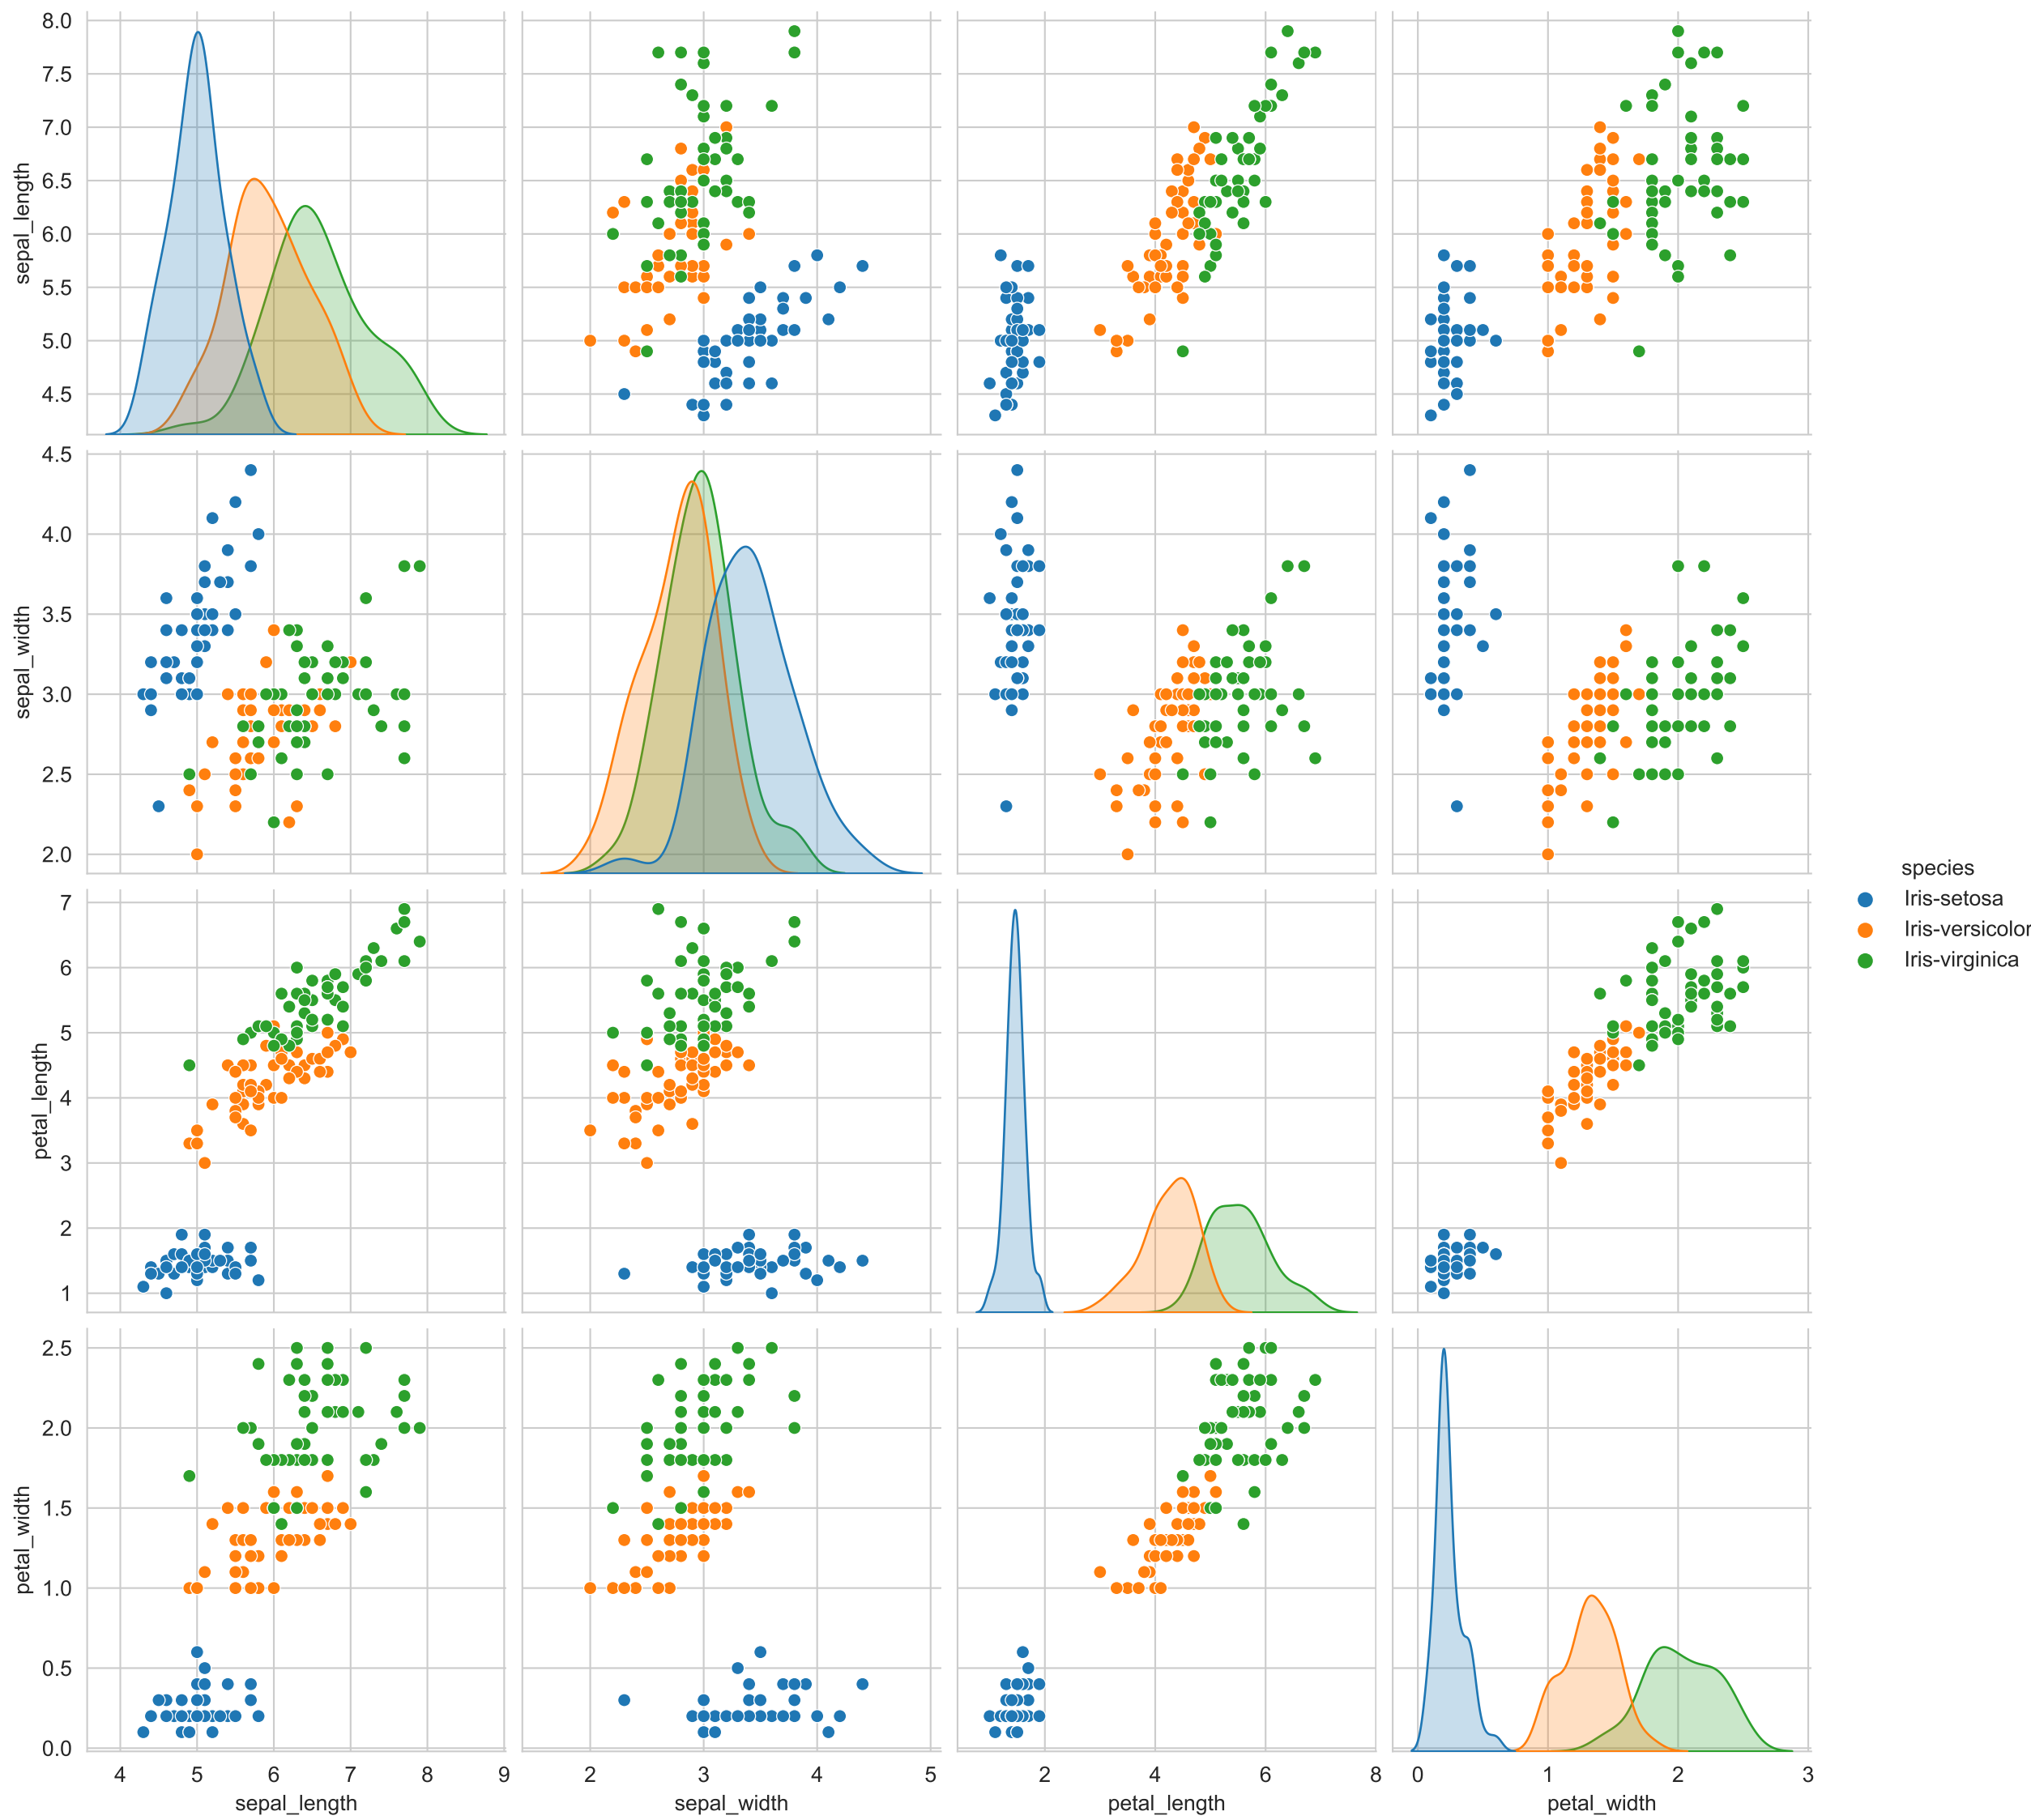 8.0
7.5
7.0
6.5
6.0
5.5
5.0
4.5
sepal_length
4.5
4.0
3.5
3.0
2.5
2.0
sepal_width
species
Iris-setosa
Iris-versicolor
Iris-virginica
7
6
5
4
3
2
1
petal_length
2.5
2.0
1.5
1.0
0.5
0.0
petal_width
4 5 6 7 8 9
2 3 4 5
2 4 6 8
0 1 2 3
sepal_length
sepal_width
petal_length
petal_width